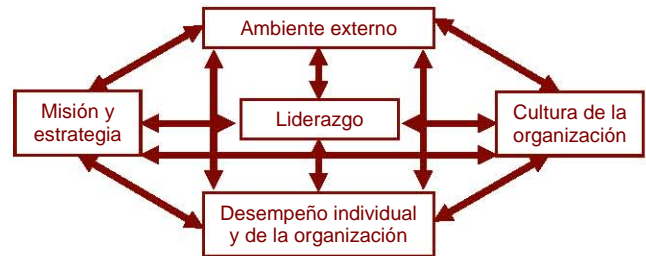 Ambiente externo
Misión y
estrategia
Liderazgo
Cultura de la
organización
Desempeño individual
y de la organización